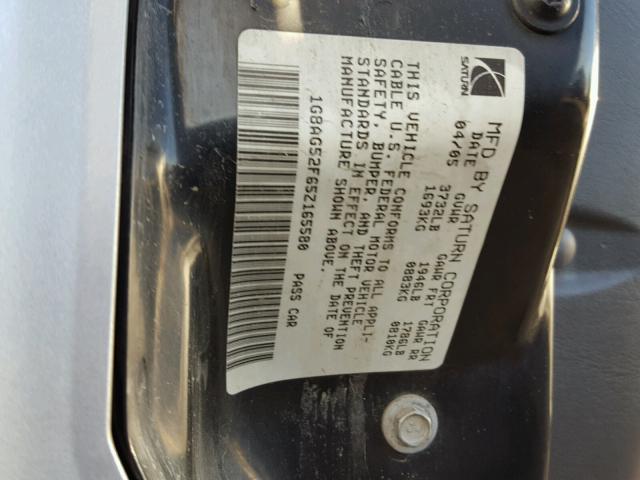 SATURN
MFD BY SATURN CORPORATION
DATE GVWR GAWR FRT GAWR RR
04/05 3732LB 1946LB 1786LB
1693KG 0883KG 0810KG
THIS VEHICLE CONFORMS TO ALL APPLI-
CABLE U.S. FEDERAL MOTOR VEHICLE
SAFETY, BUMPER, AND THEFT PREVENTION
STANDARDS IN EFFECT ON THE DATE OF
MANUFACTURE SHOWN ABOVE.
1G8AG52F65Z165580 PASS CAR